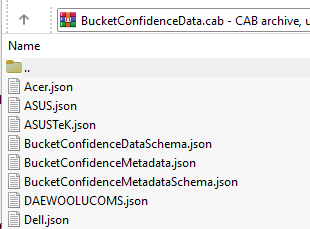 BucketConfidenceData.cab - CAB archive, u
Name
..
Acer.json
ASUS.json
ASUSTeK.json
BucketConfidenceDataSchema.json
BucketConfidenceMetadata.json
BucketConfidenceMetadataSchema.json
DAEWOOLUCOMS.json
Dell.json